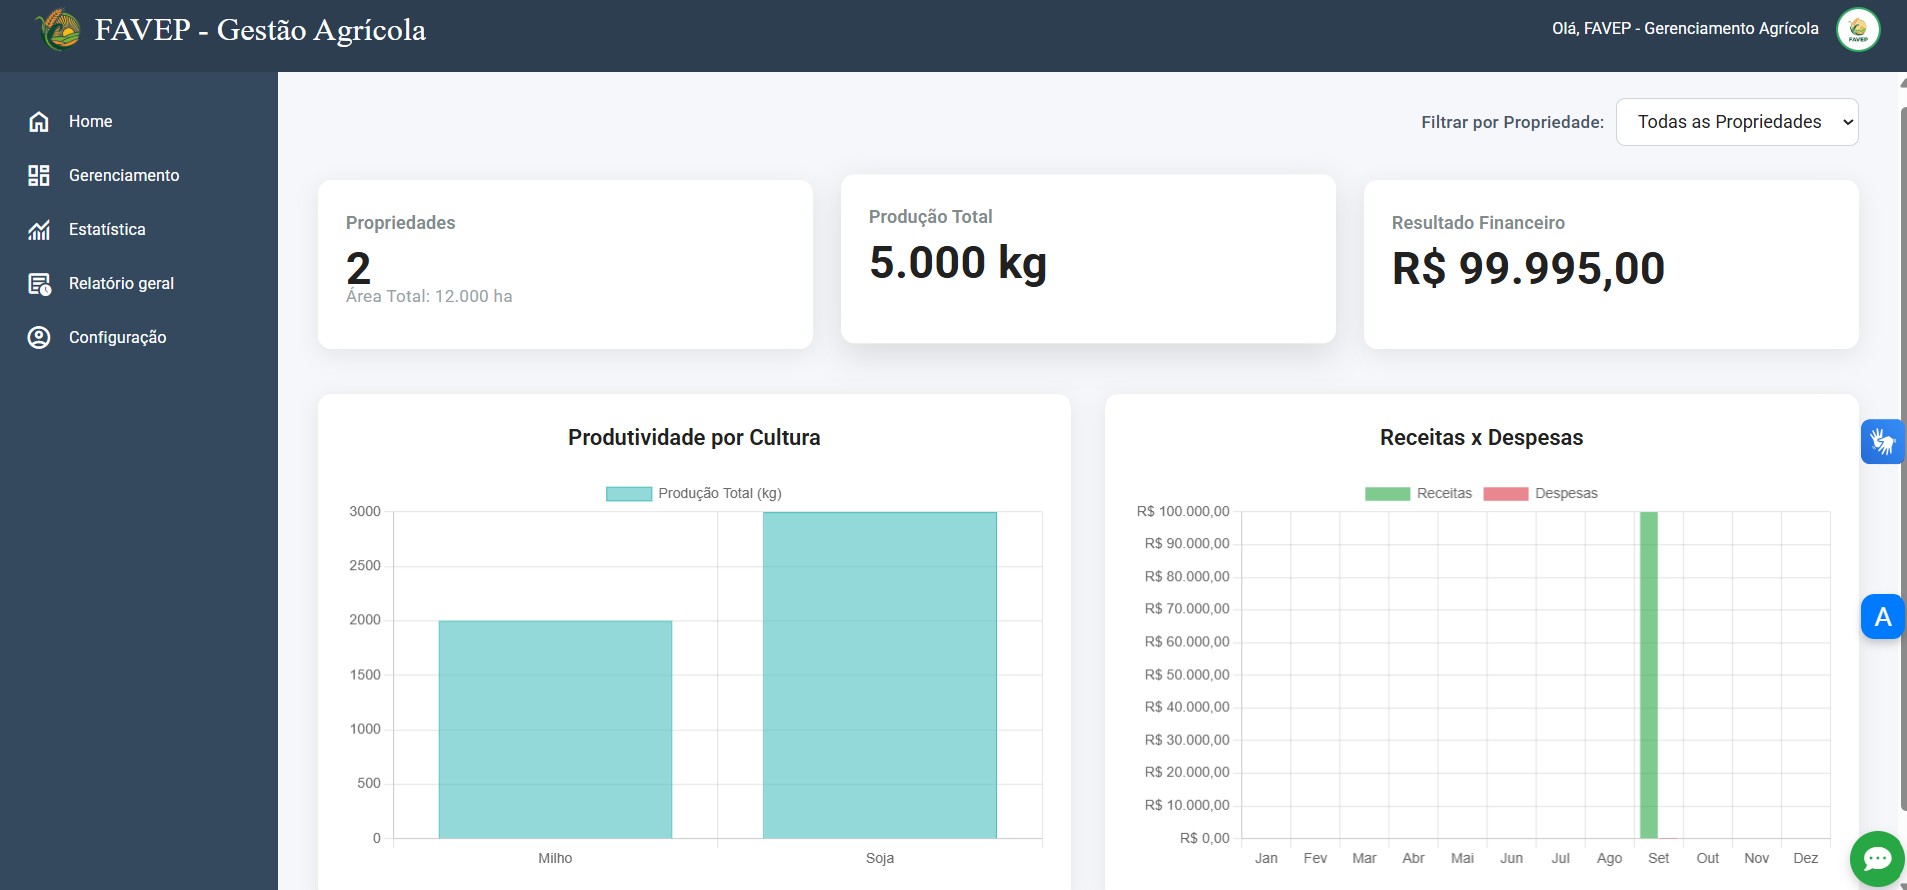 FAVEP - Gestão Agrícola
Olá, FAVEP - Gerenciamento Agrícola
FAVEP
Home
Gerenciamento
Estatística
Relatório geral
Configuração
Filtrar por Propriedade:
Todas as Propriedades
Propriedades
2
Área Total: 12.000 ha
Produção Total
5.000 kg
Resultado Financeiro
R$ 99.995,00
Produtividade por Cultura
Produção Total (kg)
3000
2500
2000
1500
1000
500
0
Milho
Soja
Receitas x Despesas
Receitas
Despesas
R$ 100.000,00
R$ 90.000,00
R$ 80.000,00
R$ 70.000,00
R$ 60.000,00
R$ 50.000,00
R$ 40.000,00
R$ 30.000,00
R$ 20.000,00
R$ 10.000,00
R$ 0,00
Jan Fev Mar Abr Mai Jun Jul Ago Set Out Nov Dez
A